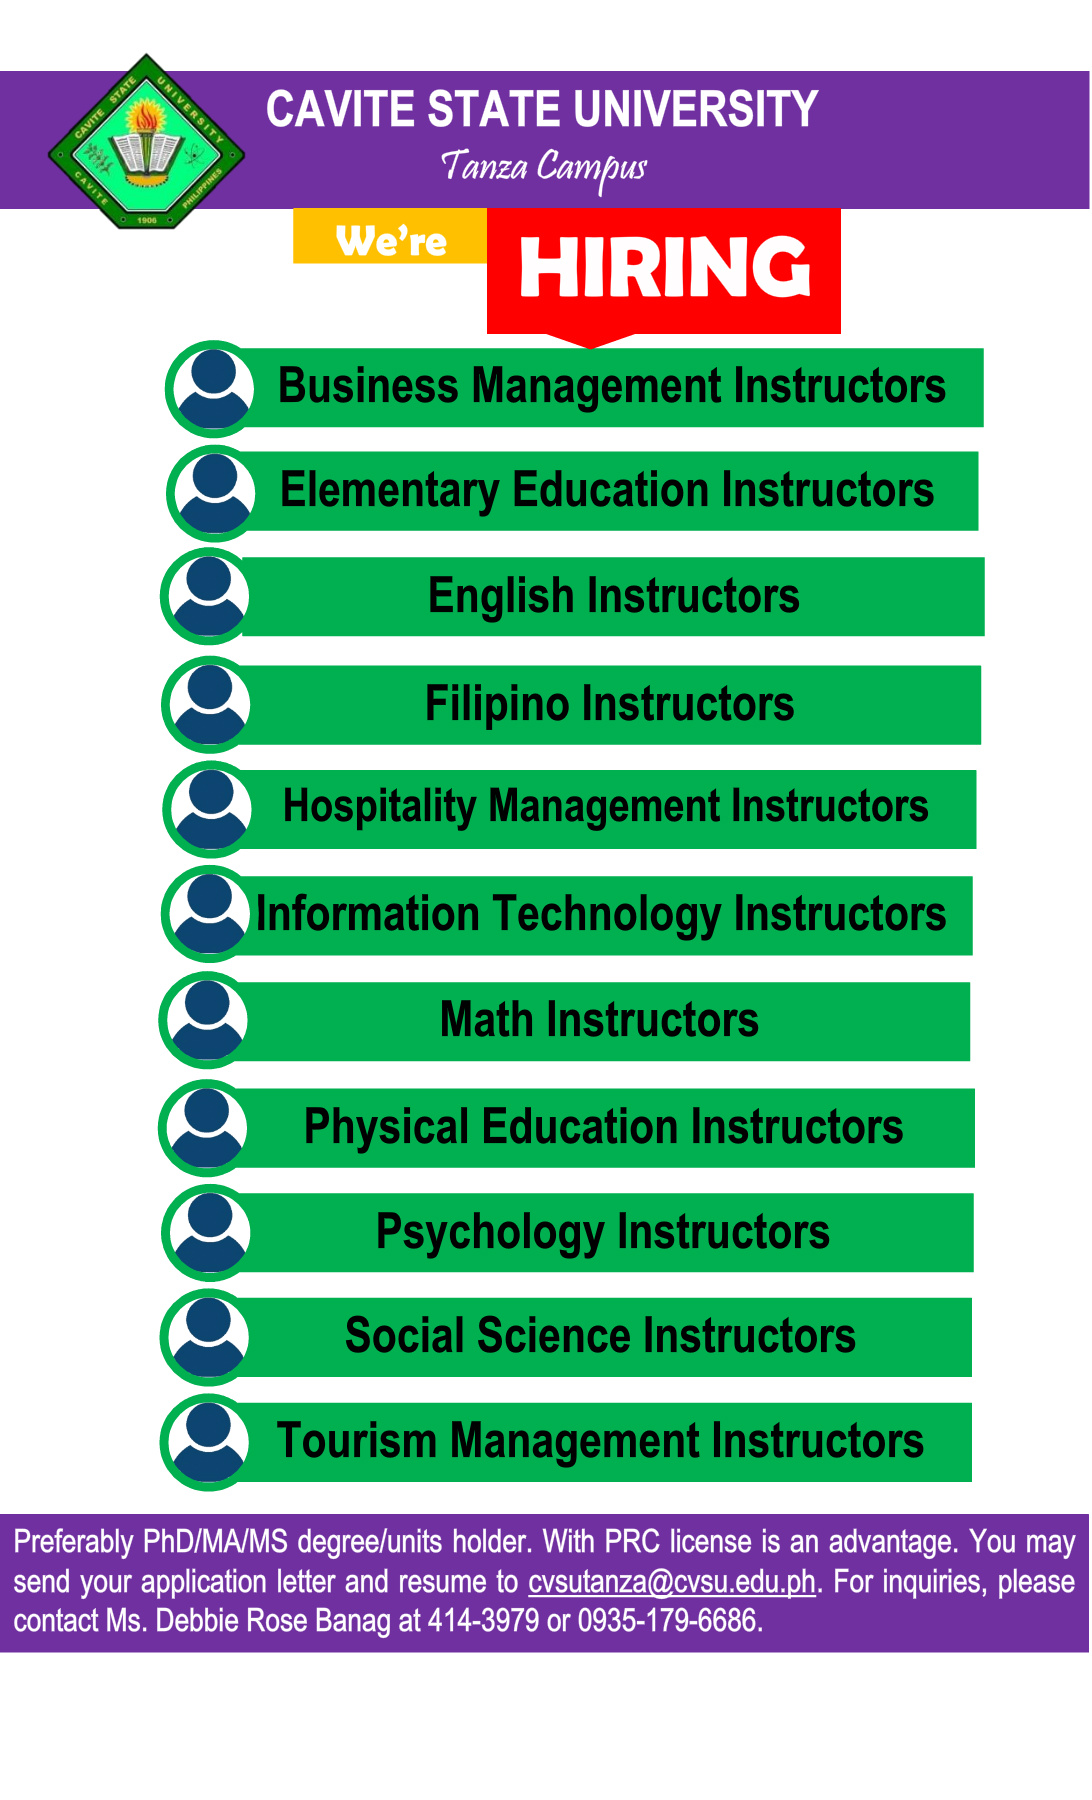 CAVITE STATE UNIVERSITY
Tanza Campus
CAVITE STATE UNIVERSITY
CAVITE PHILIPPINES
1906
We're
HIRING
Business Management Instructors
Elementary Education Instructors
English Instructors
Filipino Instructors
Hospitality Management Instructors
Information Technology Instructors
Math Instructors
Physical Education Instructors
Psychology Instructors
Social Science Instructors
Tourism Management Instructors
Preferably PhD/MA/MS degree/units holder. With PRC license is an advantage. You may
send your application letter and resume to cvsutanza@cvsu.edu.ph. For inquiries, please
contact Ms. Debbie Rose Banag at 414-3979 or 0935-179-6686.